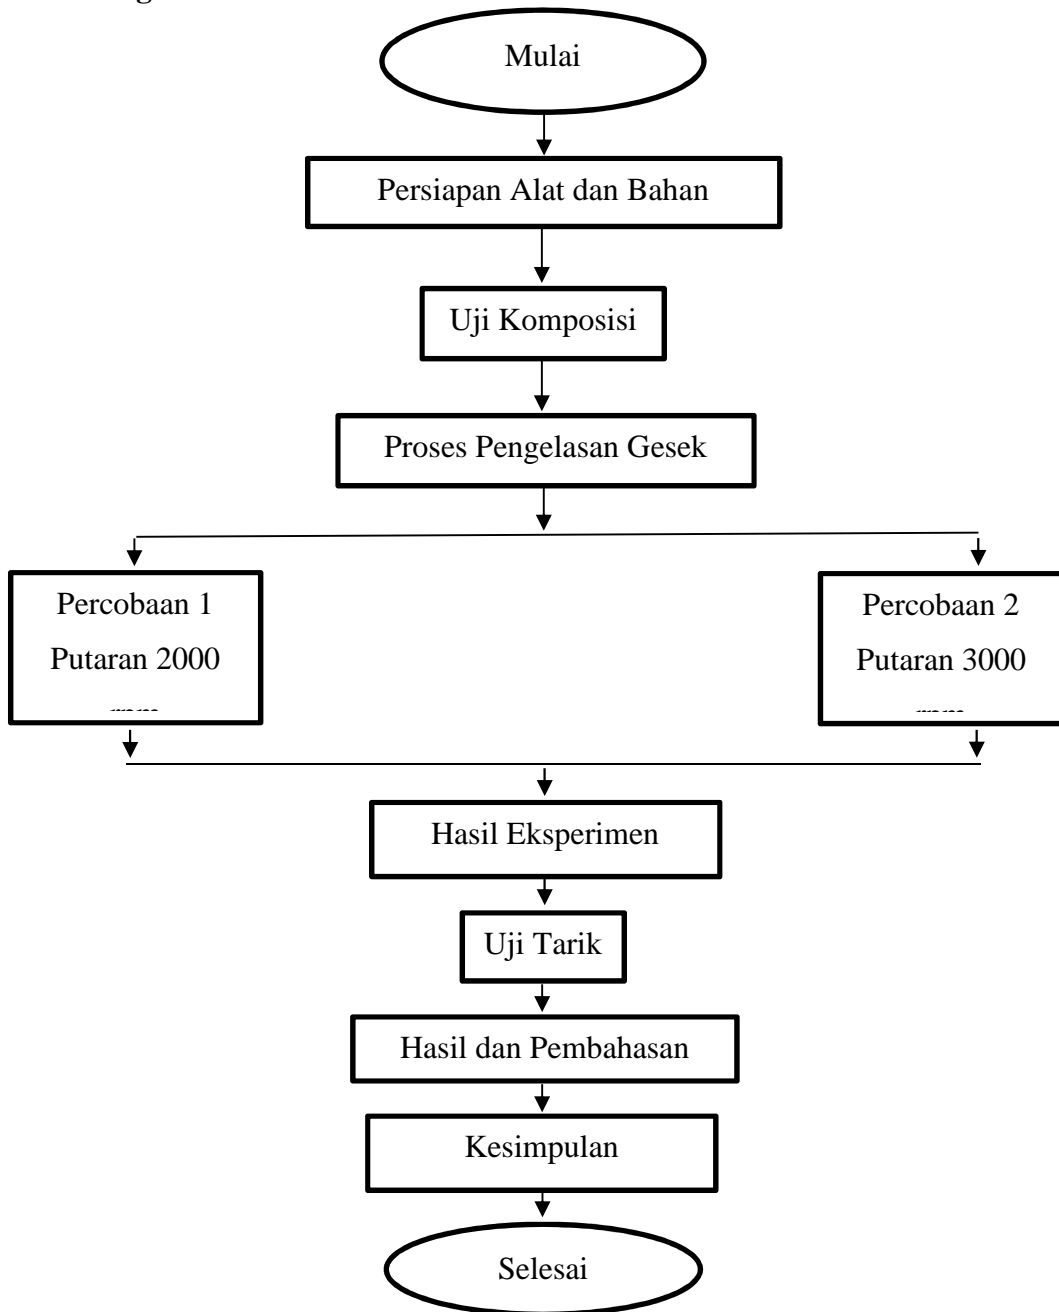 Mulai
Persiapan Alat dan Bahan
Uji Komposisi
Proses Pengelasan Gesek
Percobaan 1
Putaran 2000
Percobaan 2
Putaran 3000
Hasil Eksperimen
Uji Tarik
Hasil dan Pembahasan
Kesimpulan
Selesai